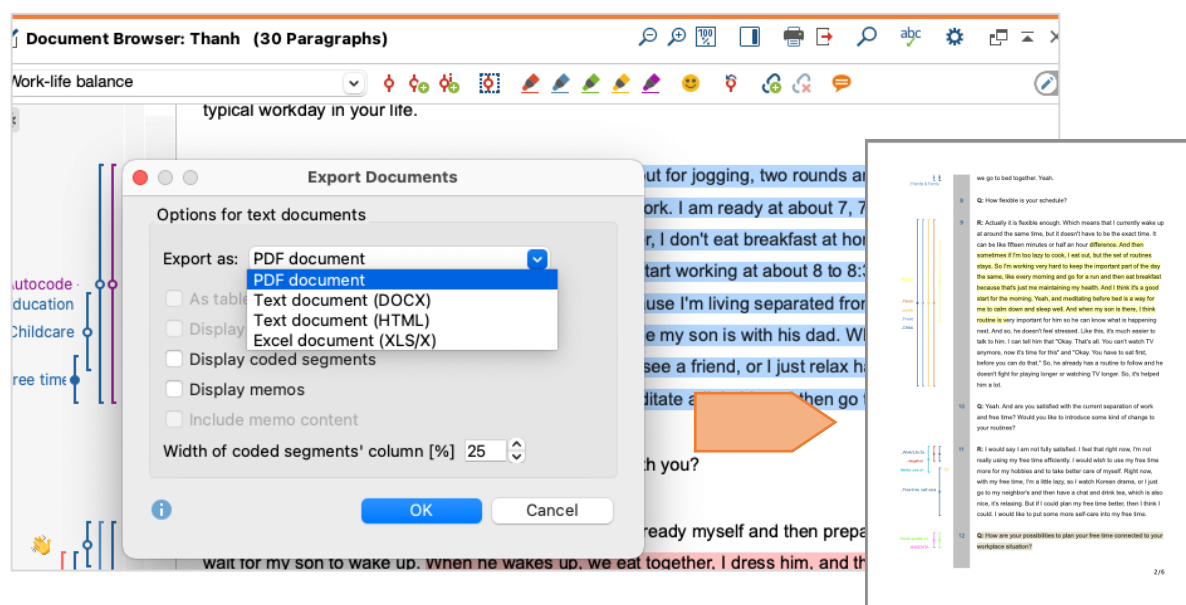 Document Browser: Thanh (30 Paragraphs)
100
%
abc
Work-life balance
typical workday in your life.
Export Documents
Options for text documents
Export as: PDF document
PDF document
Text document (DOCX)
Text document (HTML)
Excel document (XLS/X)
As table
Display
Display coded segments
Display memos
Include memo content
Width of coded segments' column [%] 25
OK
Cancel
Autocode -
ducation
Childcare
ree time
ut for jogging, two rounds ar
ork. I am ready at about 7, 7
r, I don't eat breakfast at hor
tart working at about 8 to 8:3
use I'm living separated fror
e my son is with his dad. Wl
see a friend, or I just relax ha
ditate a
then go t
h you?
ready myself and then prepa
wait for my son to wake up. When he wakes up, we eat together, I dress him, and th
Friends & Family
we go to bed together. Yeah.
8 Q: How flexible is your schedule?
9 R: Actually it is flexible enough. Which means that I currently wake up
at around the same time, but it doesn't have to be the exact time. It
can be like fifteen minutes or half an hour difference. And then
sometimes if I'm too lazy to cook, I eat out, but the set of routines
stays. So I'm working very hard to keep the important part of the day
the same, like every morning and go for a run and then eat breakfast
because that's just me maintaining my health. And I think it's a good
start for the morning. Yeah, and meditating before bed is a way for
me to calm down and sleep well. And when my son is there, I think
routine is very important for him so he can know what is happening
next. And so, he doesn't feel stressed. Like this, it's much easier to
talk to him. I can tell him that "Okay. That's all. You can't watch TV
anymore, now it's time for this" and "Okay. You have to eat first,
before you can do that." So, he already has a routine to follow and he
doesn't fight for playing longer or watching TV longer. So, it's helped
him a lot.
10 Q: Yeah. And are you satisfied with the current separation of work
and free time? Would you like to introduce some kind of change to
your routines?
11 R: I would say I am not fully satisfied. I feel that right now, I'm not
really using my free time efficiently. I would wish to use my free time
more for my hobbies and to take better care of myself. Right now,
with my free time, I'm a little lazy, so I watch Korean drama, or I just
go to my neighbor's and then have a chat and drink tea, which is also
nice, it's relaxing. But if I could plan my free time better, then I think I
could. I would like to put some more self-care into my free time.
12 Q: How are your possibilities to plan your free time connected to your
workplace situation?
MAGENTA
2/6